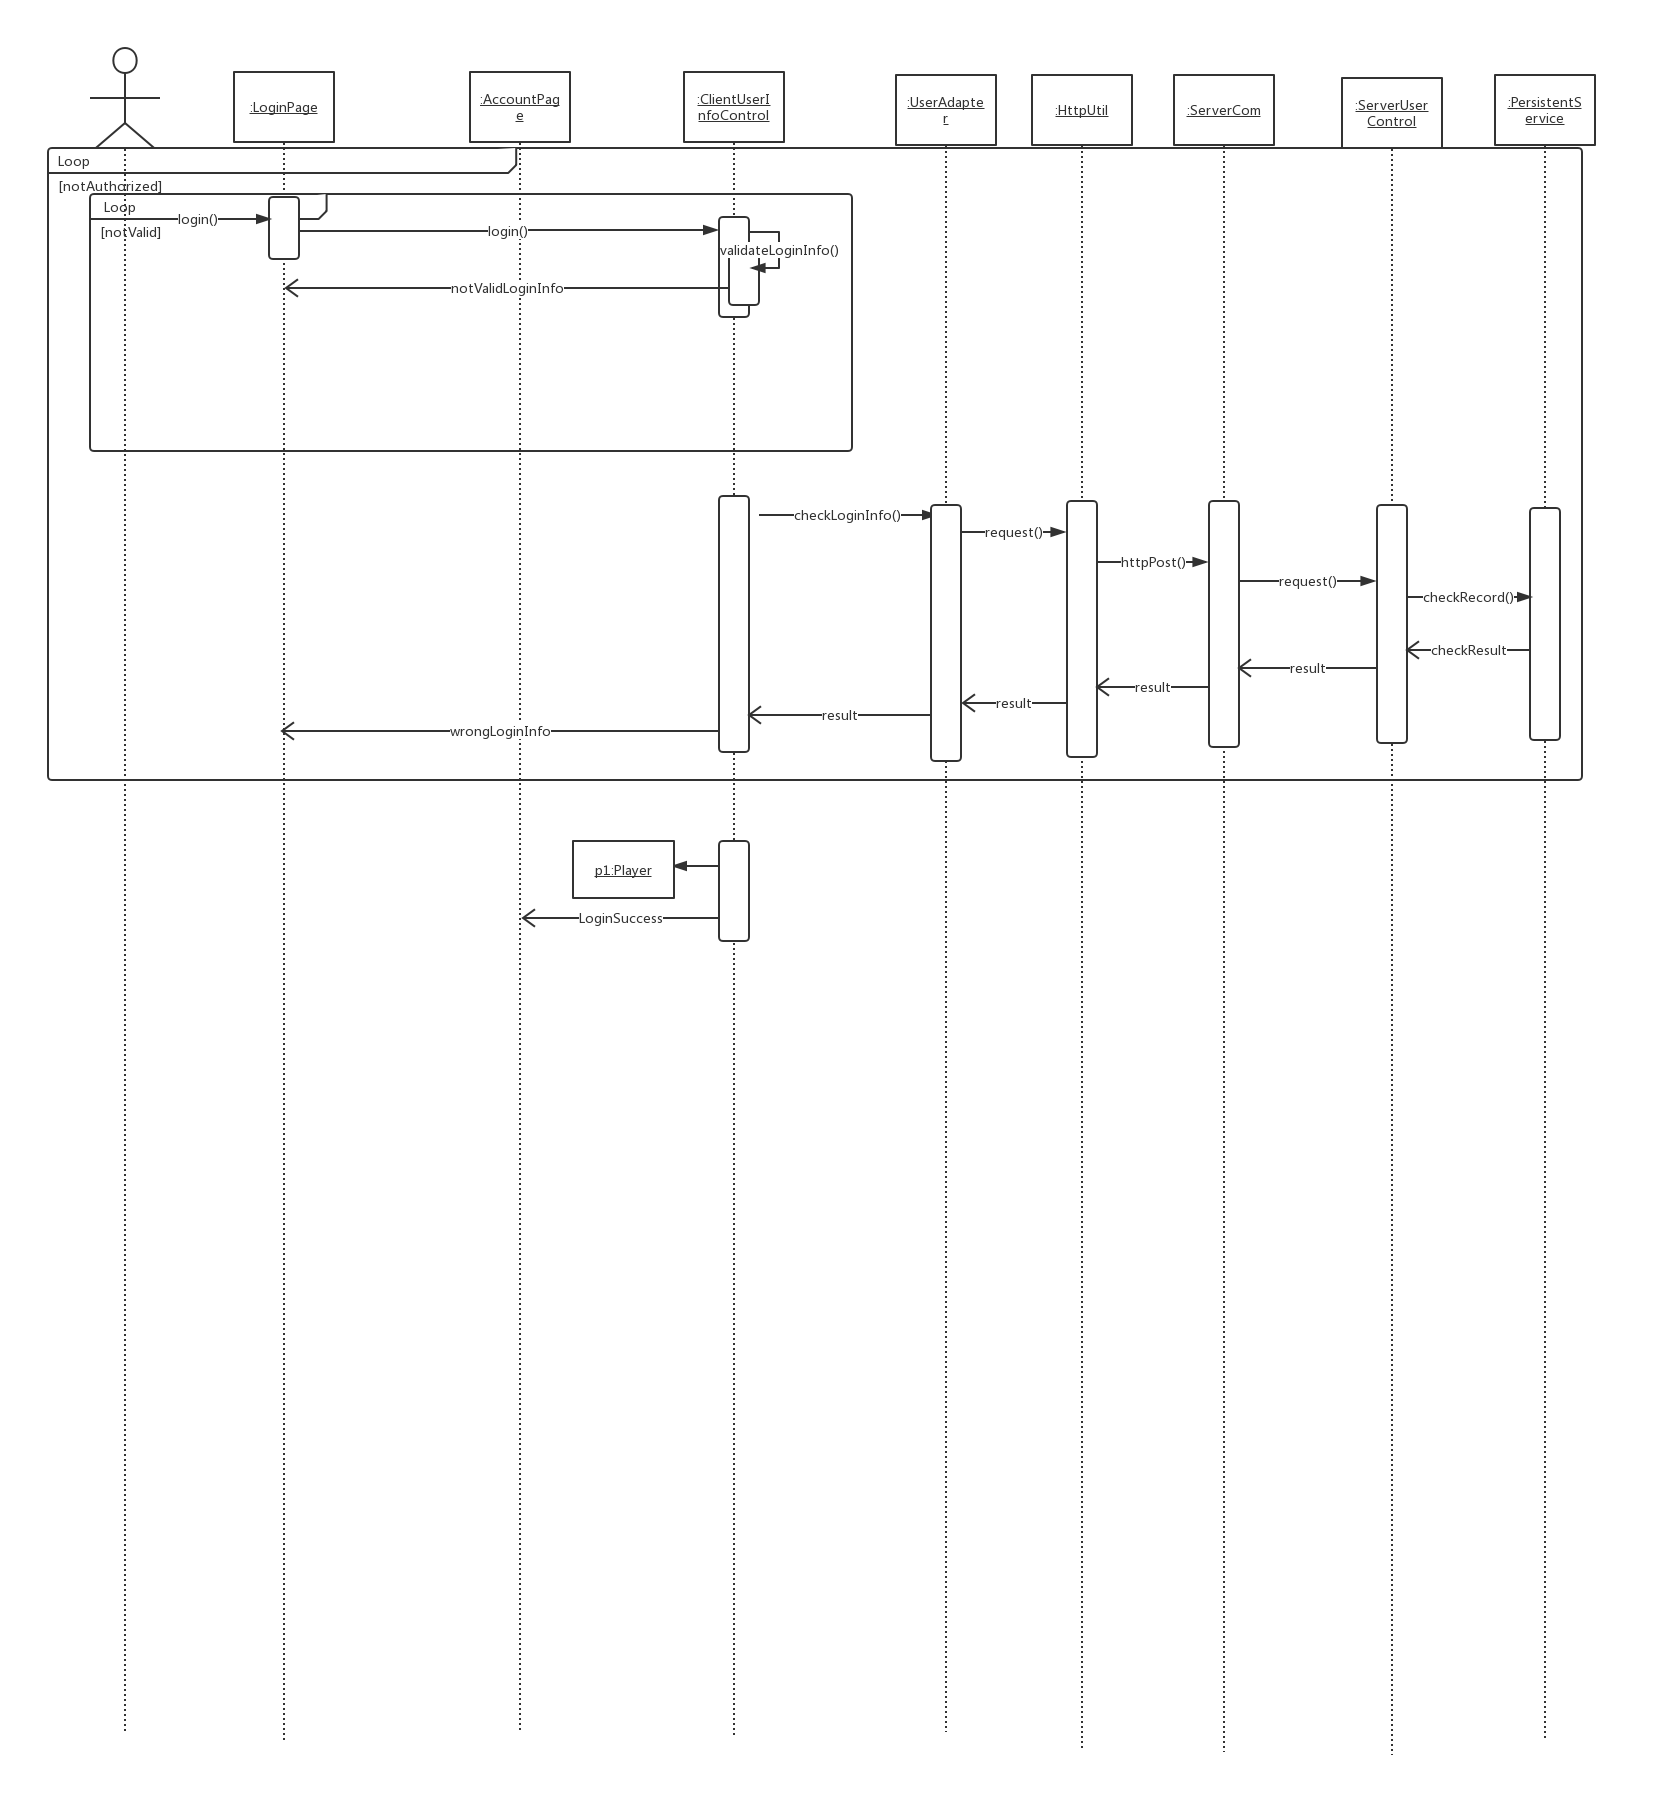 :LoginPage
:AccountPag
e
:ClientUserI
nfoControl
:UserAdapte
r
:HttpUtil
:ServerCom
:ServerUser
Control
:PersistentS
ervice
Loop
[notAuthorized]
Loop
login()
[notValid]
login()
validateLoginInfo()
notValidLoginInfo
checkLoginInfo()
request()
httpPost()
request()
checkRecord()
checkResult
result
result
result
result
wrongLoginInfo
p1:Player
LoginSuccess